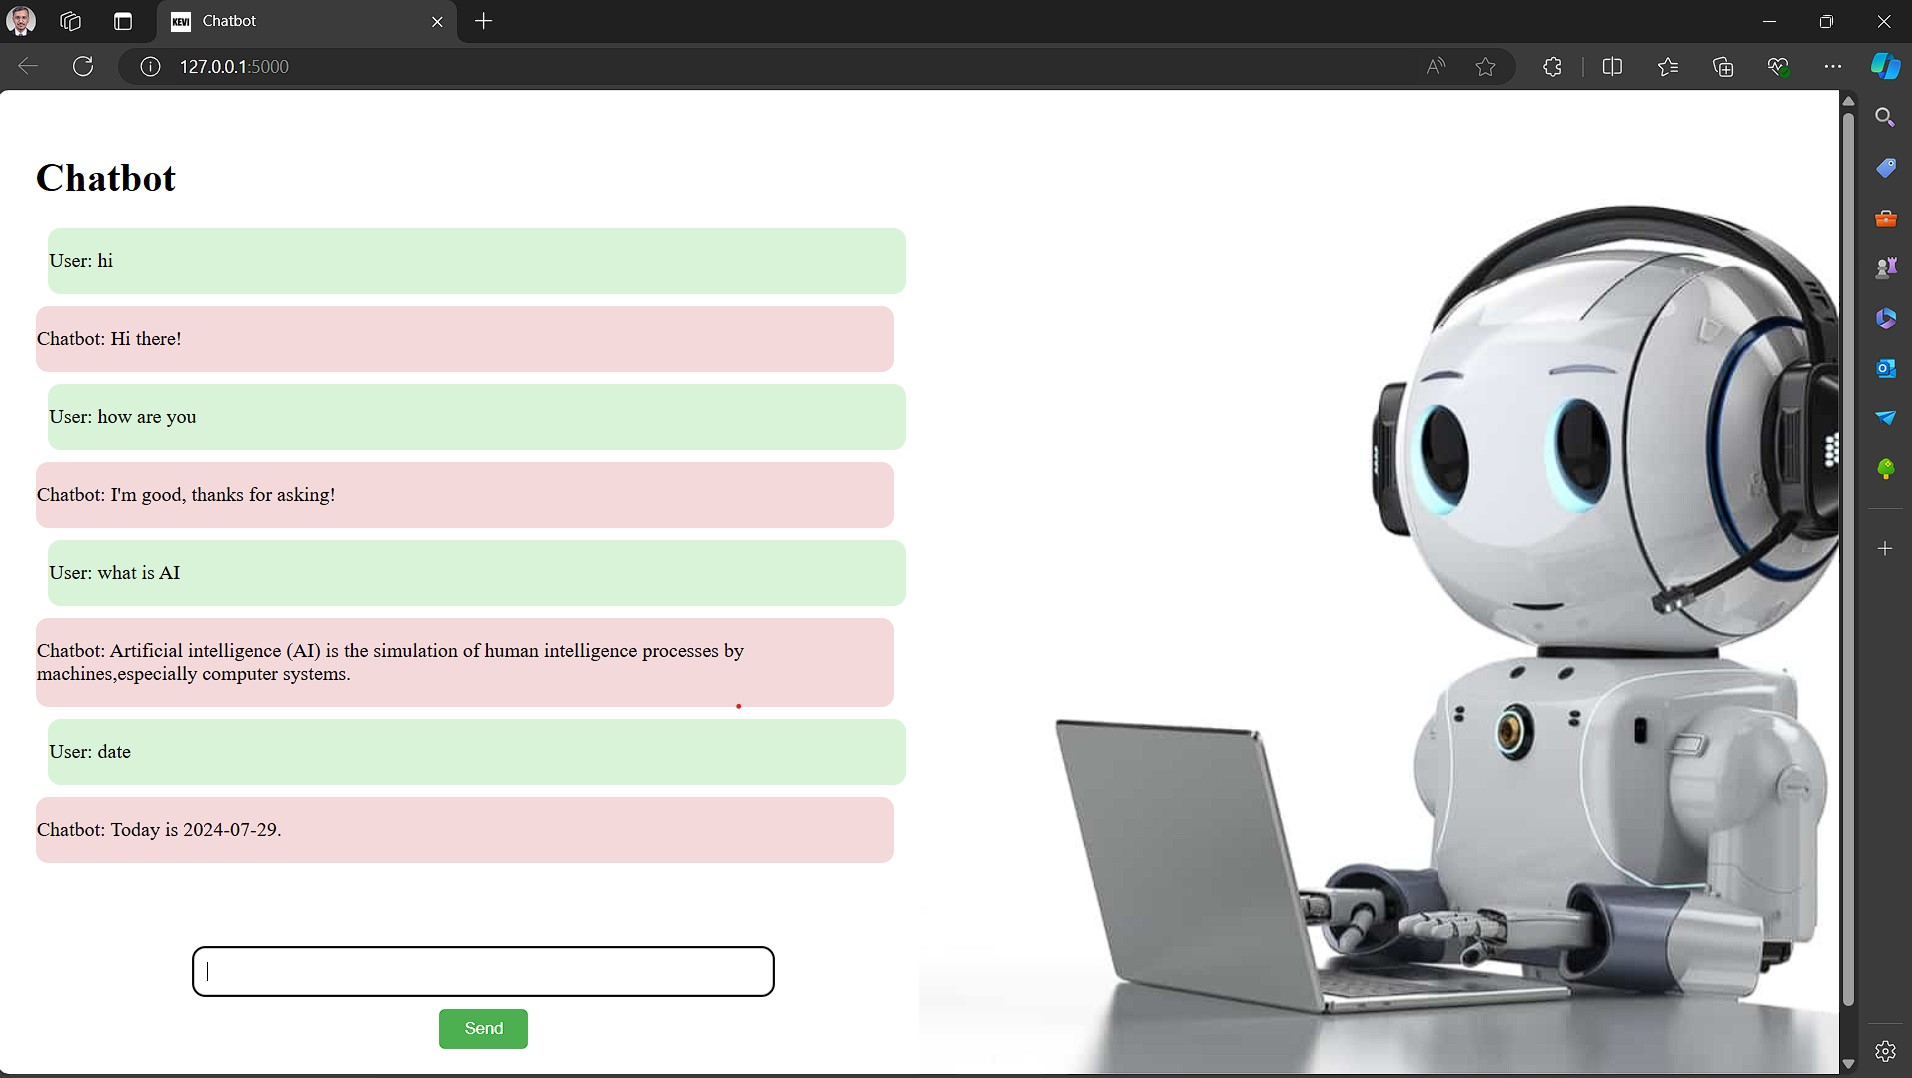 KEVI Chatbot
127.0.0.1:5000
Chatbot
User: hi
Chatbot: Hi there!
User: how are you
Chatbot: I'm good, thanks for asking!
User: what is AI
Chatbot: Artificial intelligence (AI) is the simulation of human intelligence processes by
machines,especially computer systems.
User: date
Chatbot: Today is 2024-07-29.
Send